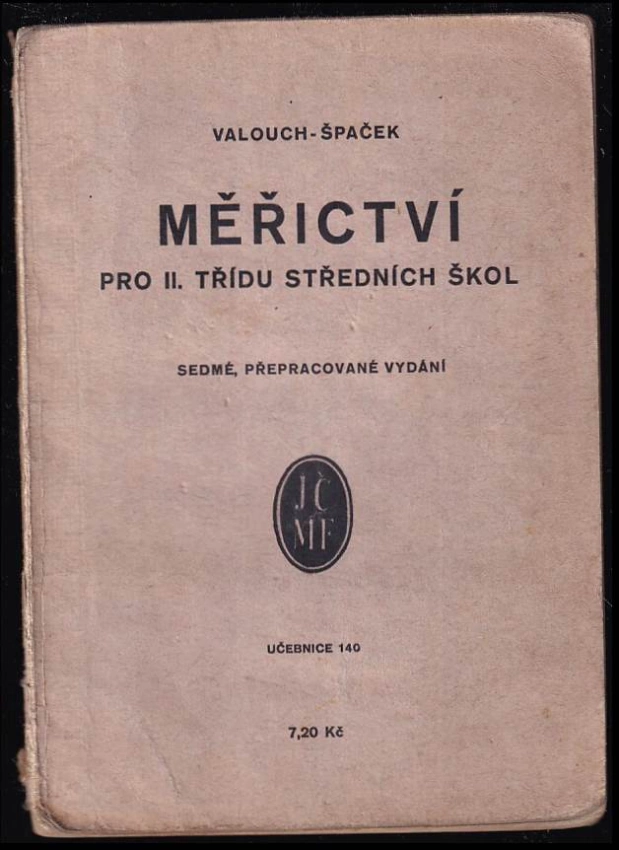 VALOUCH-ŠPAČEK
MĚŘICTVÍ
PRO II. TŘÍDU STŘEDNÍCH ŠKOL
SEDMÉ, PŘEPRACOVANÉ VYDÁNÍ
JČ
MF
UČEBNICE 140
7,20 Kč